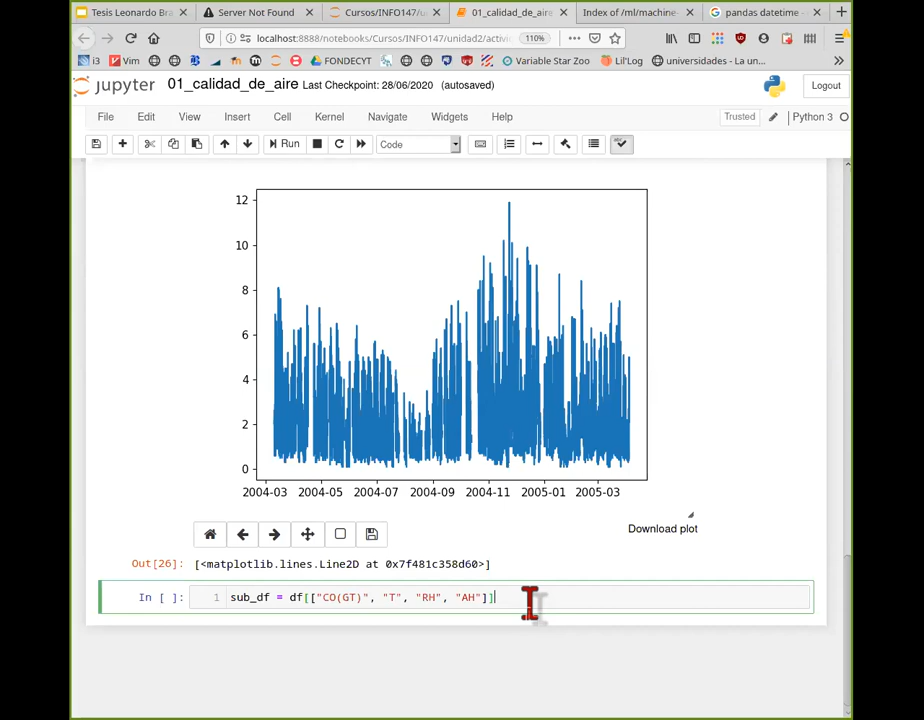 Tesis Leonardo Bra
Server Not Found
Cursos/INFO147/u
01_calidad_de_aire
Index of /ml/machine-
pandas datetime -
localhost:8888/notebooks/Cursos/INFO147/unidad2/activi
110%
i3
Vim
FONDECYT
Variable Star Zoo
Lil'Log
universidades - La un...
jupyter
01_calidad_de_aire Last Checkpoint: 28/06/2020 (autosaved)
Logout
File Edit View Insert Cell Kernel Navigate Widgets Help
Trusted
Python 3
Run
Code
12
10
8
6
4
2
0
2004-03 2004-05 2004-07 2004-09 2004-11 2005-01 2005-03
Download plot
Out[26]: [<matplotlib.lines.Line2D at 0x7f481c358d60>]
In [ ]: 1 sub_df = df[["CO(GT)", "T", "RH", "AH"]]